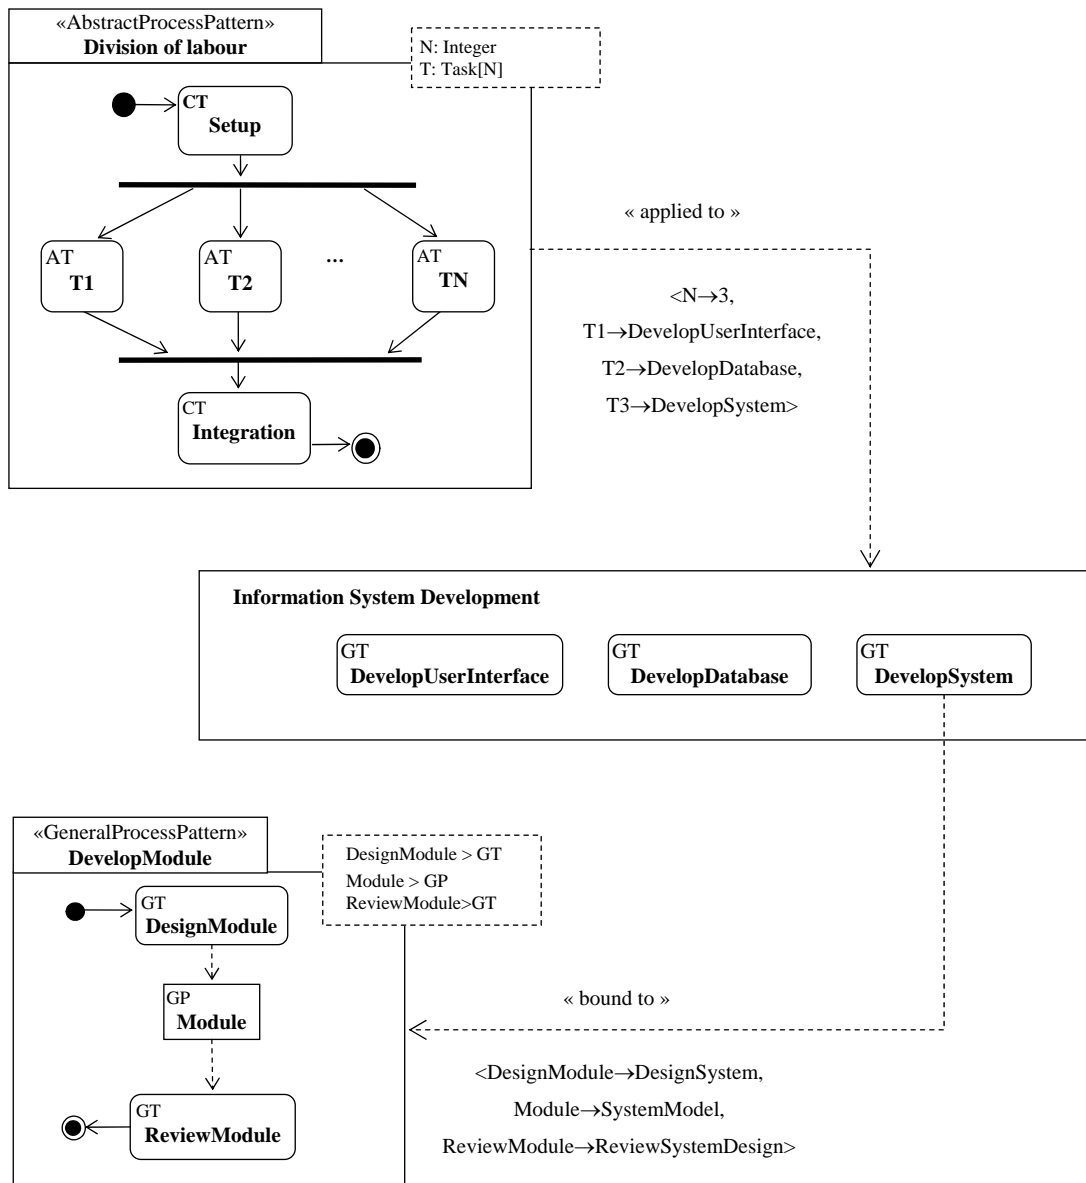 «AbstractProcessPattern»
Division of labour
N: Integer
T: Task[N]
CT
Setup
AT
T1
AT
T2
...
AT
TN
CT
Integration
« applied to »
<N→3,
T1→DevelopUserInterface,
T2→DevelopDatabase,
T3→DevelopSystem>
Information System Development
GT
DevelopUserInterface
GT
DevelopDatabase
GT
DevelopSystem
«GeneralProcessPattern»
DevelopModule
DesignModule > GT
Module > GP
ReviewModule>GT
GT
DesignModule
GP
Module
GT
ReviewModule
« bound to »
<DesignModule→DesignSystem,
Module→SystemModel,
ReviewModule→ReviewSystemDesign>